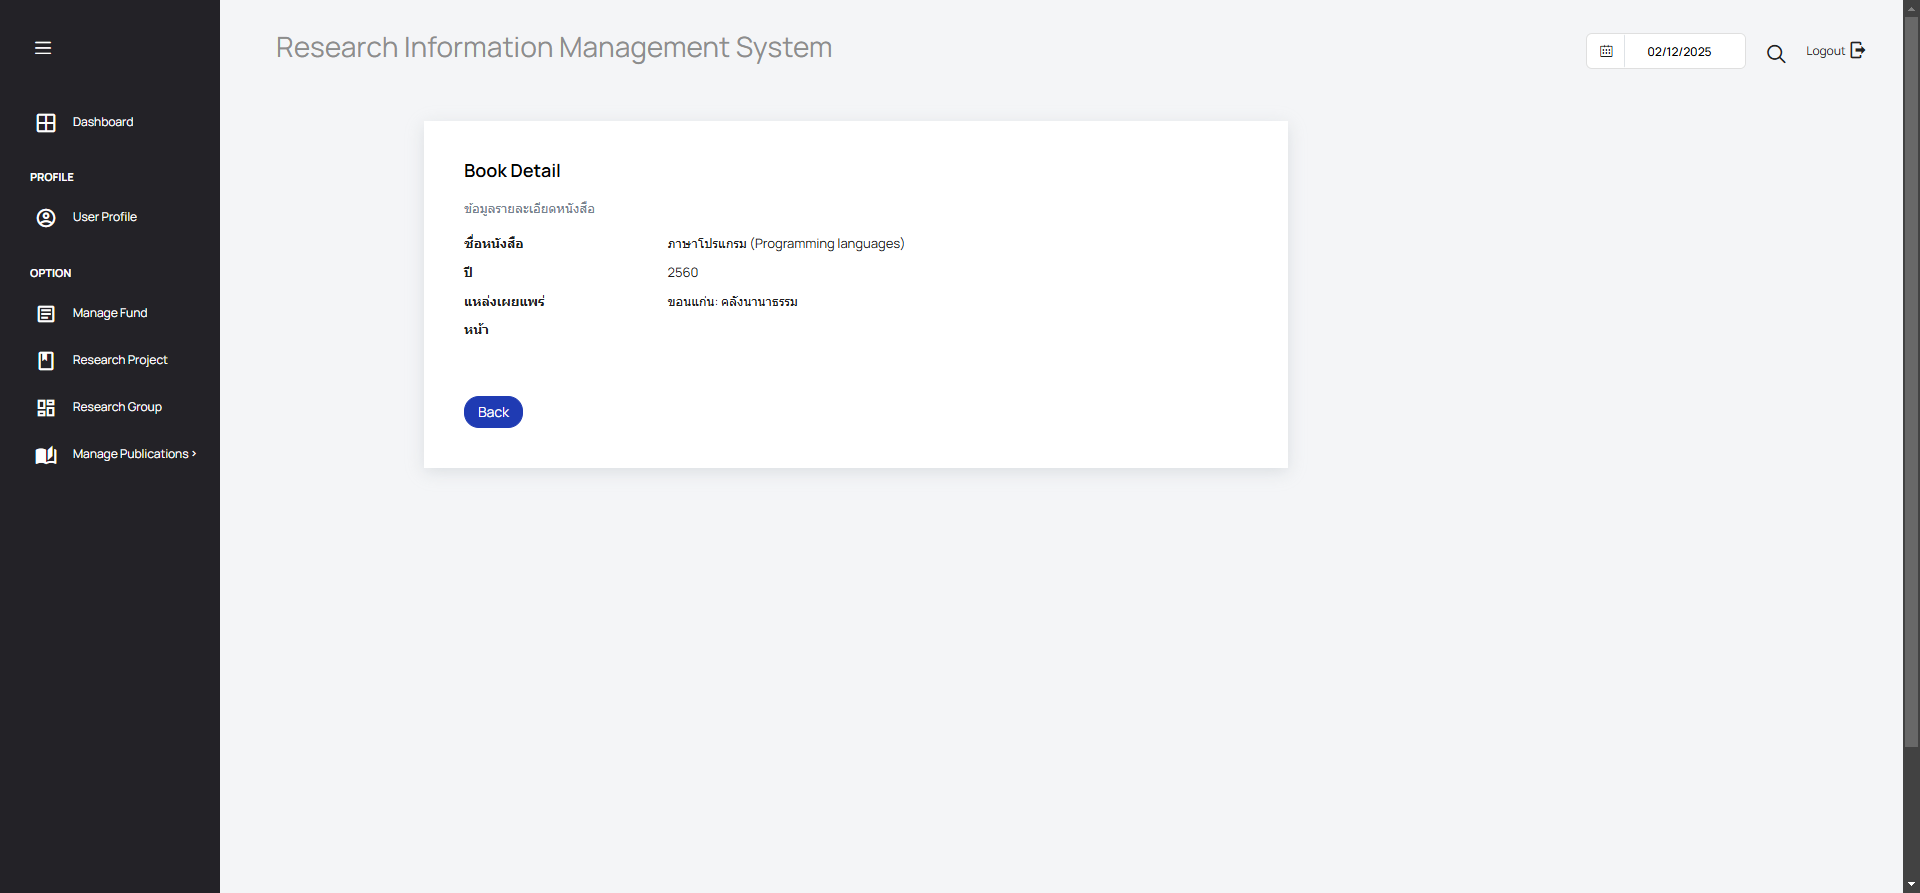 Research Information Management System
02/12/2025
Logout
Dashboard
PROFILE
User Profile
OPTION
Manage Fund
Research Project
Research Group
Manage Publications >
Book Detail
ข้อมูลรายละเอียดหนังสือ
ชื่อหนังสือ ภาษาโปรแกรม (Programming languages)
ปี 2560
แหล่งเผยแพร่ ขอนแก่น: คลังนานาธรรม
หน้า
Back